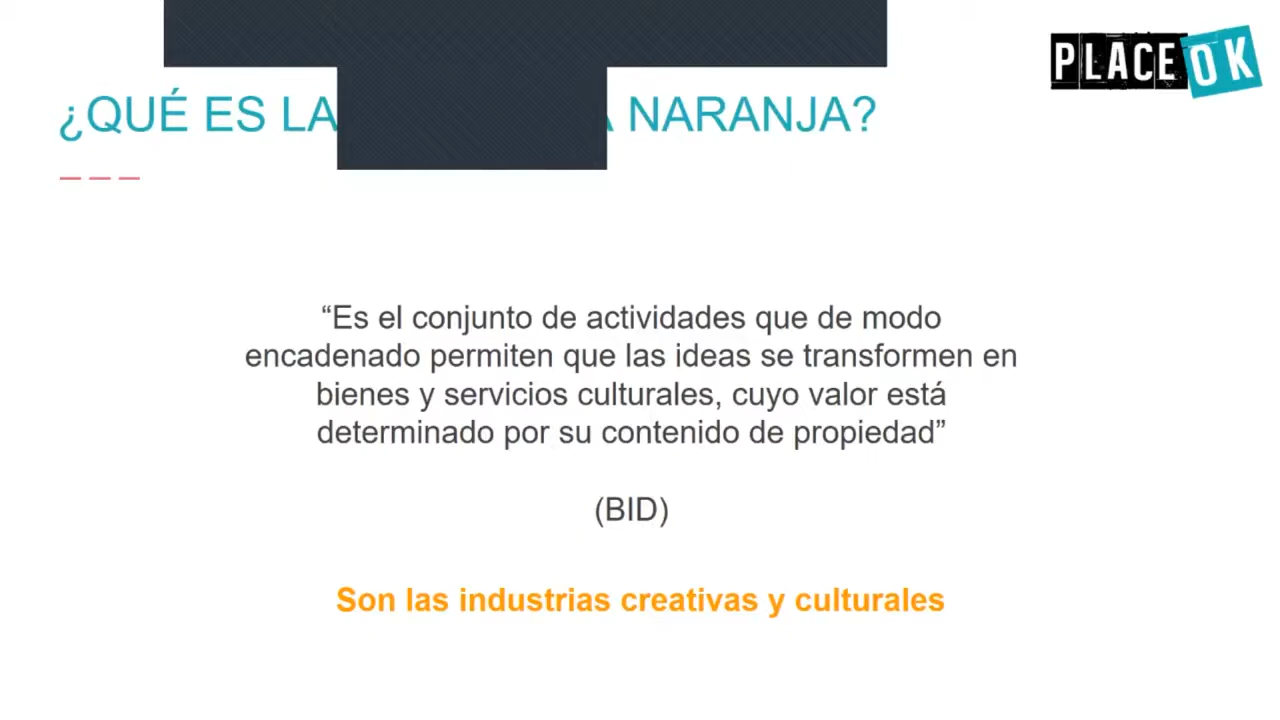 PLACE OK
¿QUÉ ES LA NARANJA?
“Es el conjunto de actividades que de modo
encadenado permiten que las ideas se transformen en
bienes y servicios culturales, cuyo valor está
determinado por su contenido de propiedad”
(BID)
Son las industrias creativas y culturales